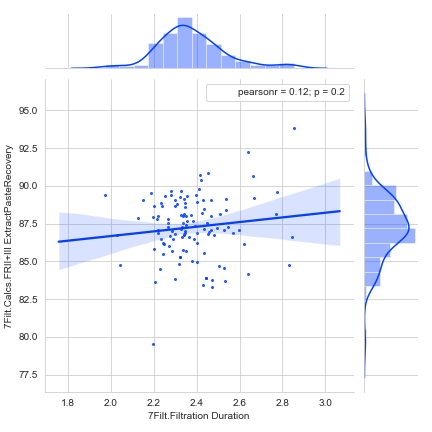 pearsonr = 0.12; p = 0.2
95.0
92.5
90.0
87.5
85.0
82.5
80.0
77.5
7Filt.Calcs.FRII+III ExtractPasteRecovery
1.8 2.0 2.2 2.4 2.6 2.8 3.0
7Filt.Filtration Duration